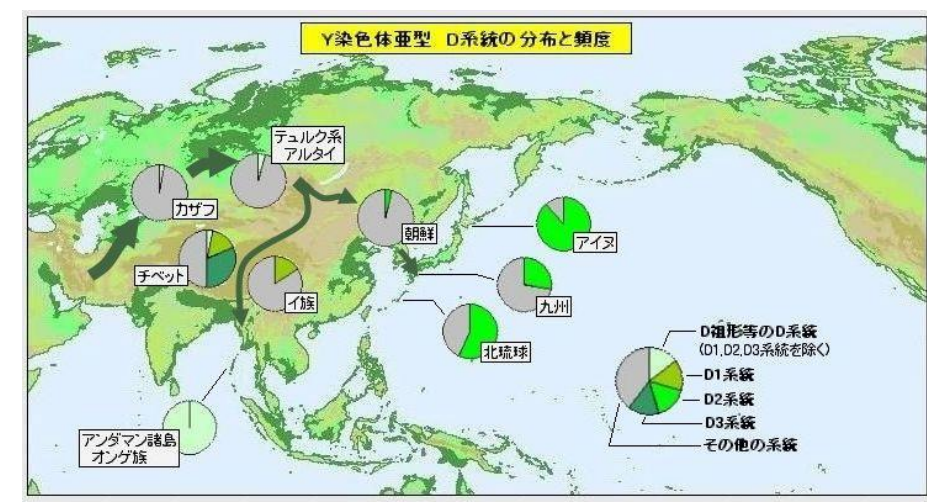 Y染色体亜型 D系統の分布と頻度
テュルク系
アルタイ
カザフ
朝鮮
アイヌ
チベット
イ族
九州
北琉球
D祖形等のD系統
(D1,D2,D3系統を除く)
D1系統
D2系統
D3系統
その他の系統
アンダマン諸島
オンゲ族